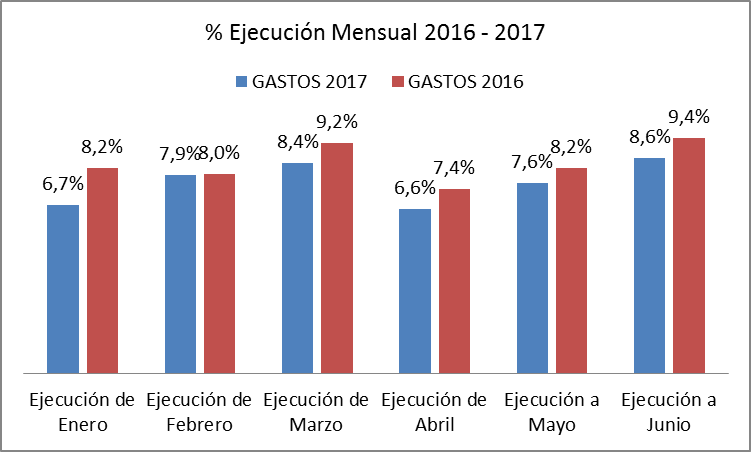 % Ejecución Mensual 2016 - 2017
GASTOS 2017 GASTOS 2016
6,7% 8,2% 7,9% 8,0% 8,4% 9,2% 6,6% 7,4% 7,6% 8,2% 8,6% 9,4%
Ejecución de Ejecución de Ejecución de Ejecución de Ejecución a Ejecución a
Enero Febrero Marzo Abril Mayo Junio